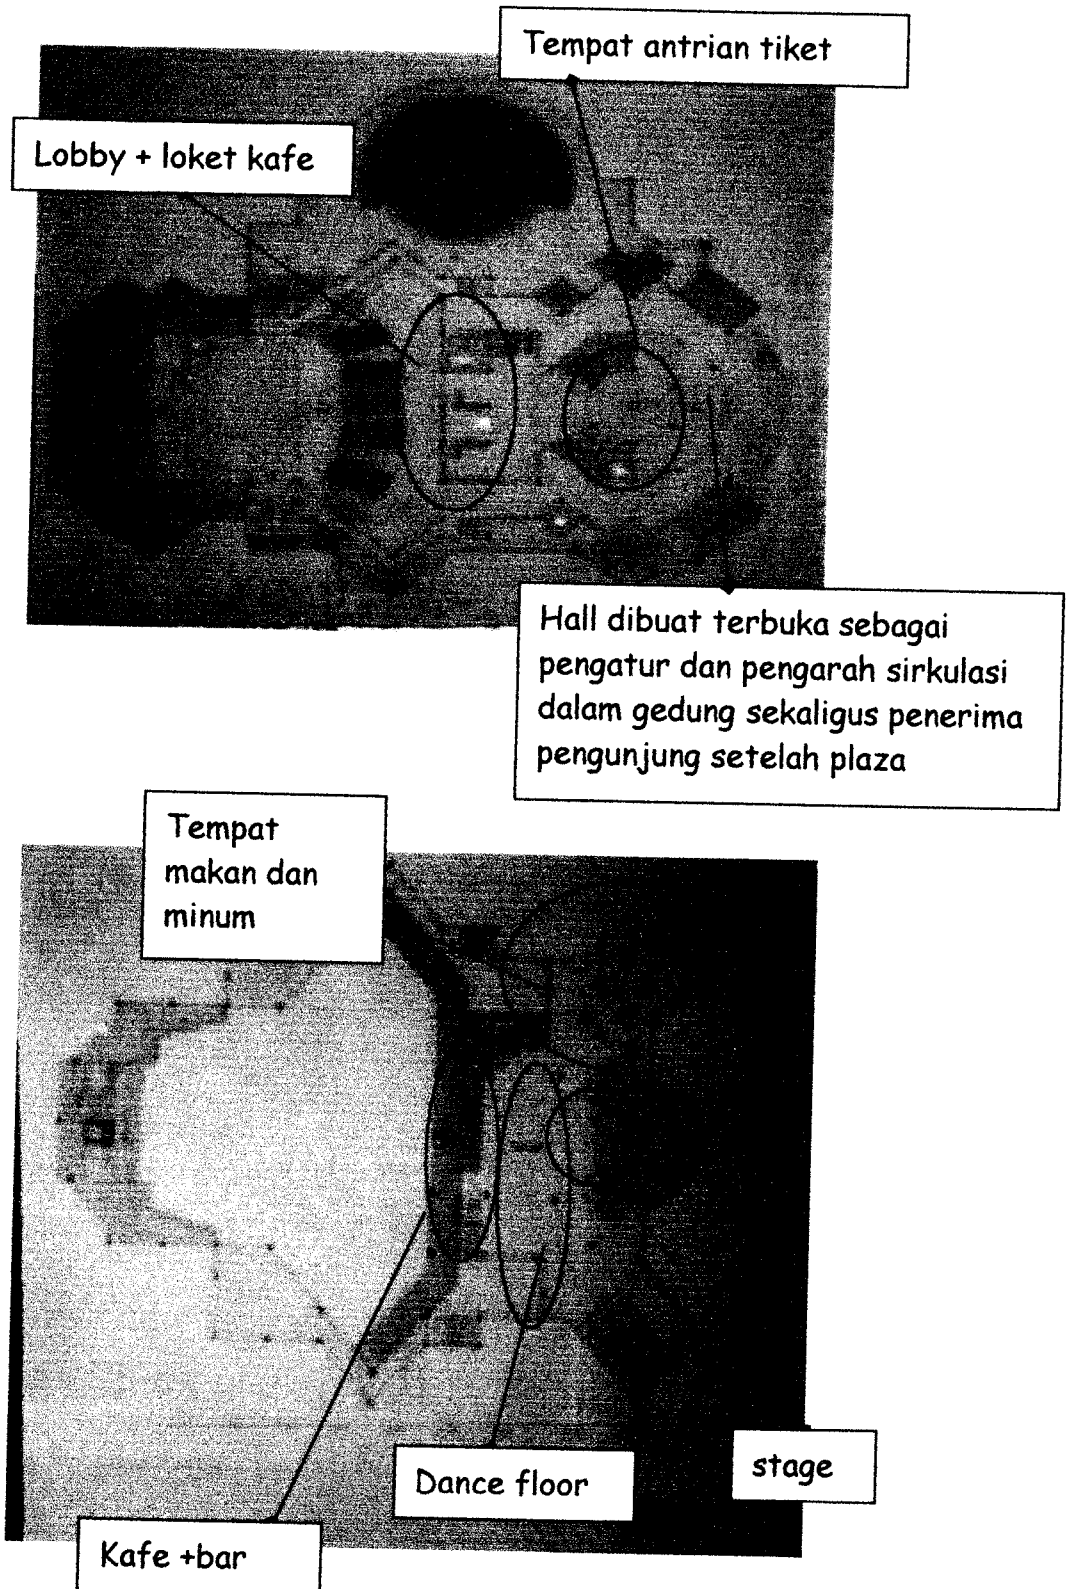 Tempat antrian tiket
Lobby + loket kafe
Hall dibuat terbuka sebagai
pengatur dan pengarah sirkulasi
dalam gedung sekaligus penerima
pengunjung setelah plaza
Tempat
makan dan
minum
Dance floor
stage
Kafe +bar